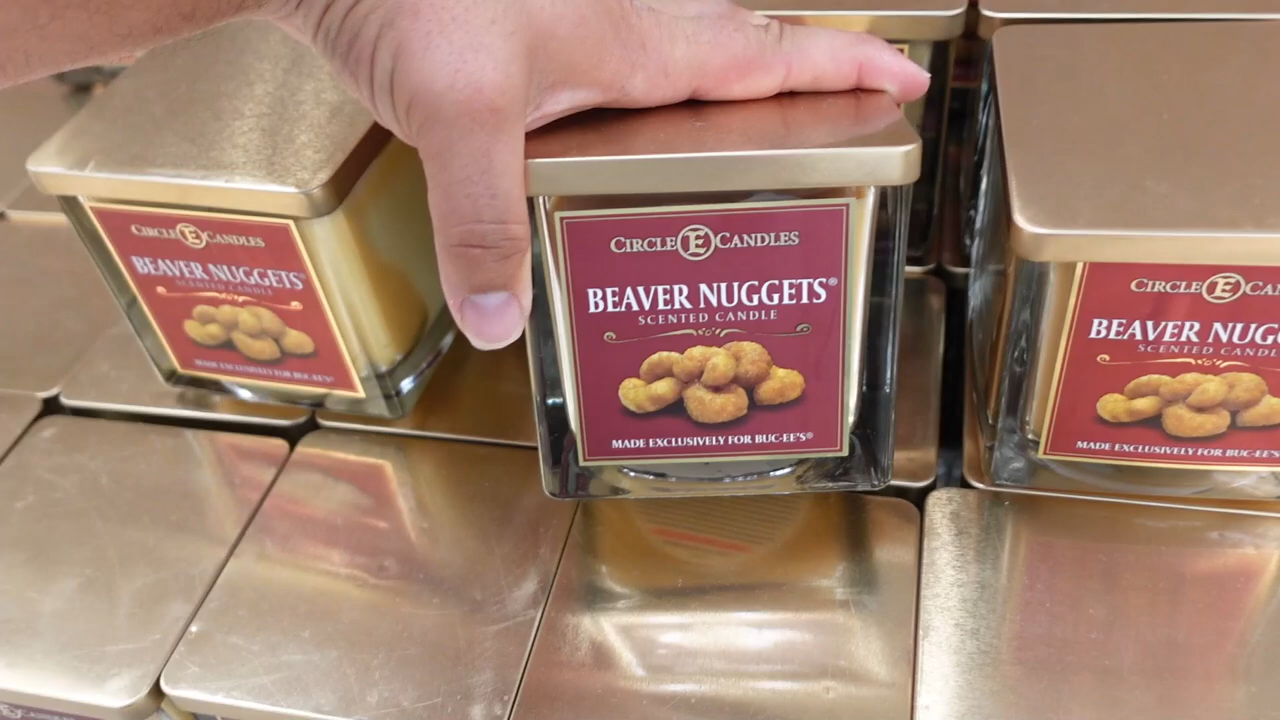 CIRCLE E CANDLES
BEAVER NUGGETS®
SCENTED CANDLE
MADE EXCLUSIVELY FOR BUC-EE'S®
CIRCLE E CANDLES
BEAVER NUGGETS®
SCENTED CANDLE
MADE EXCLUSIVELY FOR BUC-EE'S®
CIRCLE E CAN
BEAVER NUGG
SCENTED CANDL
MADE EXCLUSIVELY FOR BUC-EE'S